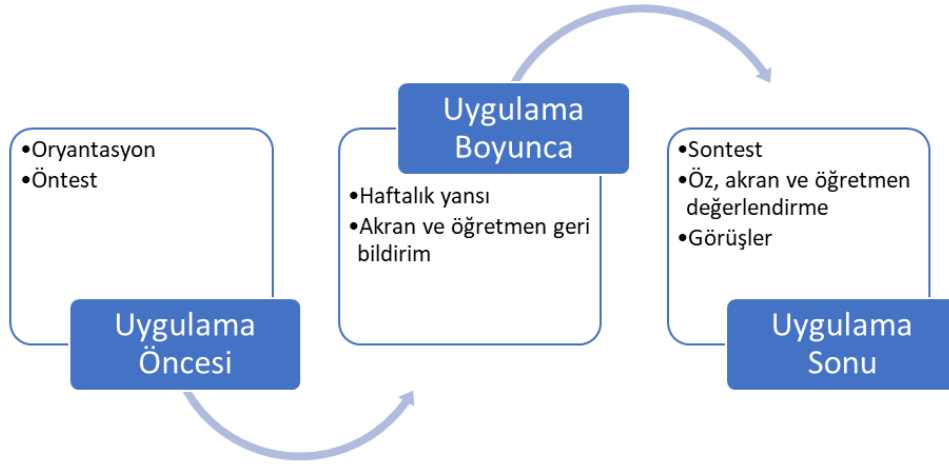 •Oryantasyon
•Öntest
Uygulama
Öncesi
Uygulama
Boyunca
•Haftalık yansı
•Akran ve öğretmen geri
bildirim
•Sontest
•Öz, akran ve öğretmen
değerlendirme
•Görüşler
Uygulama
Sonu